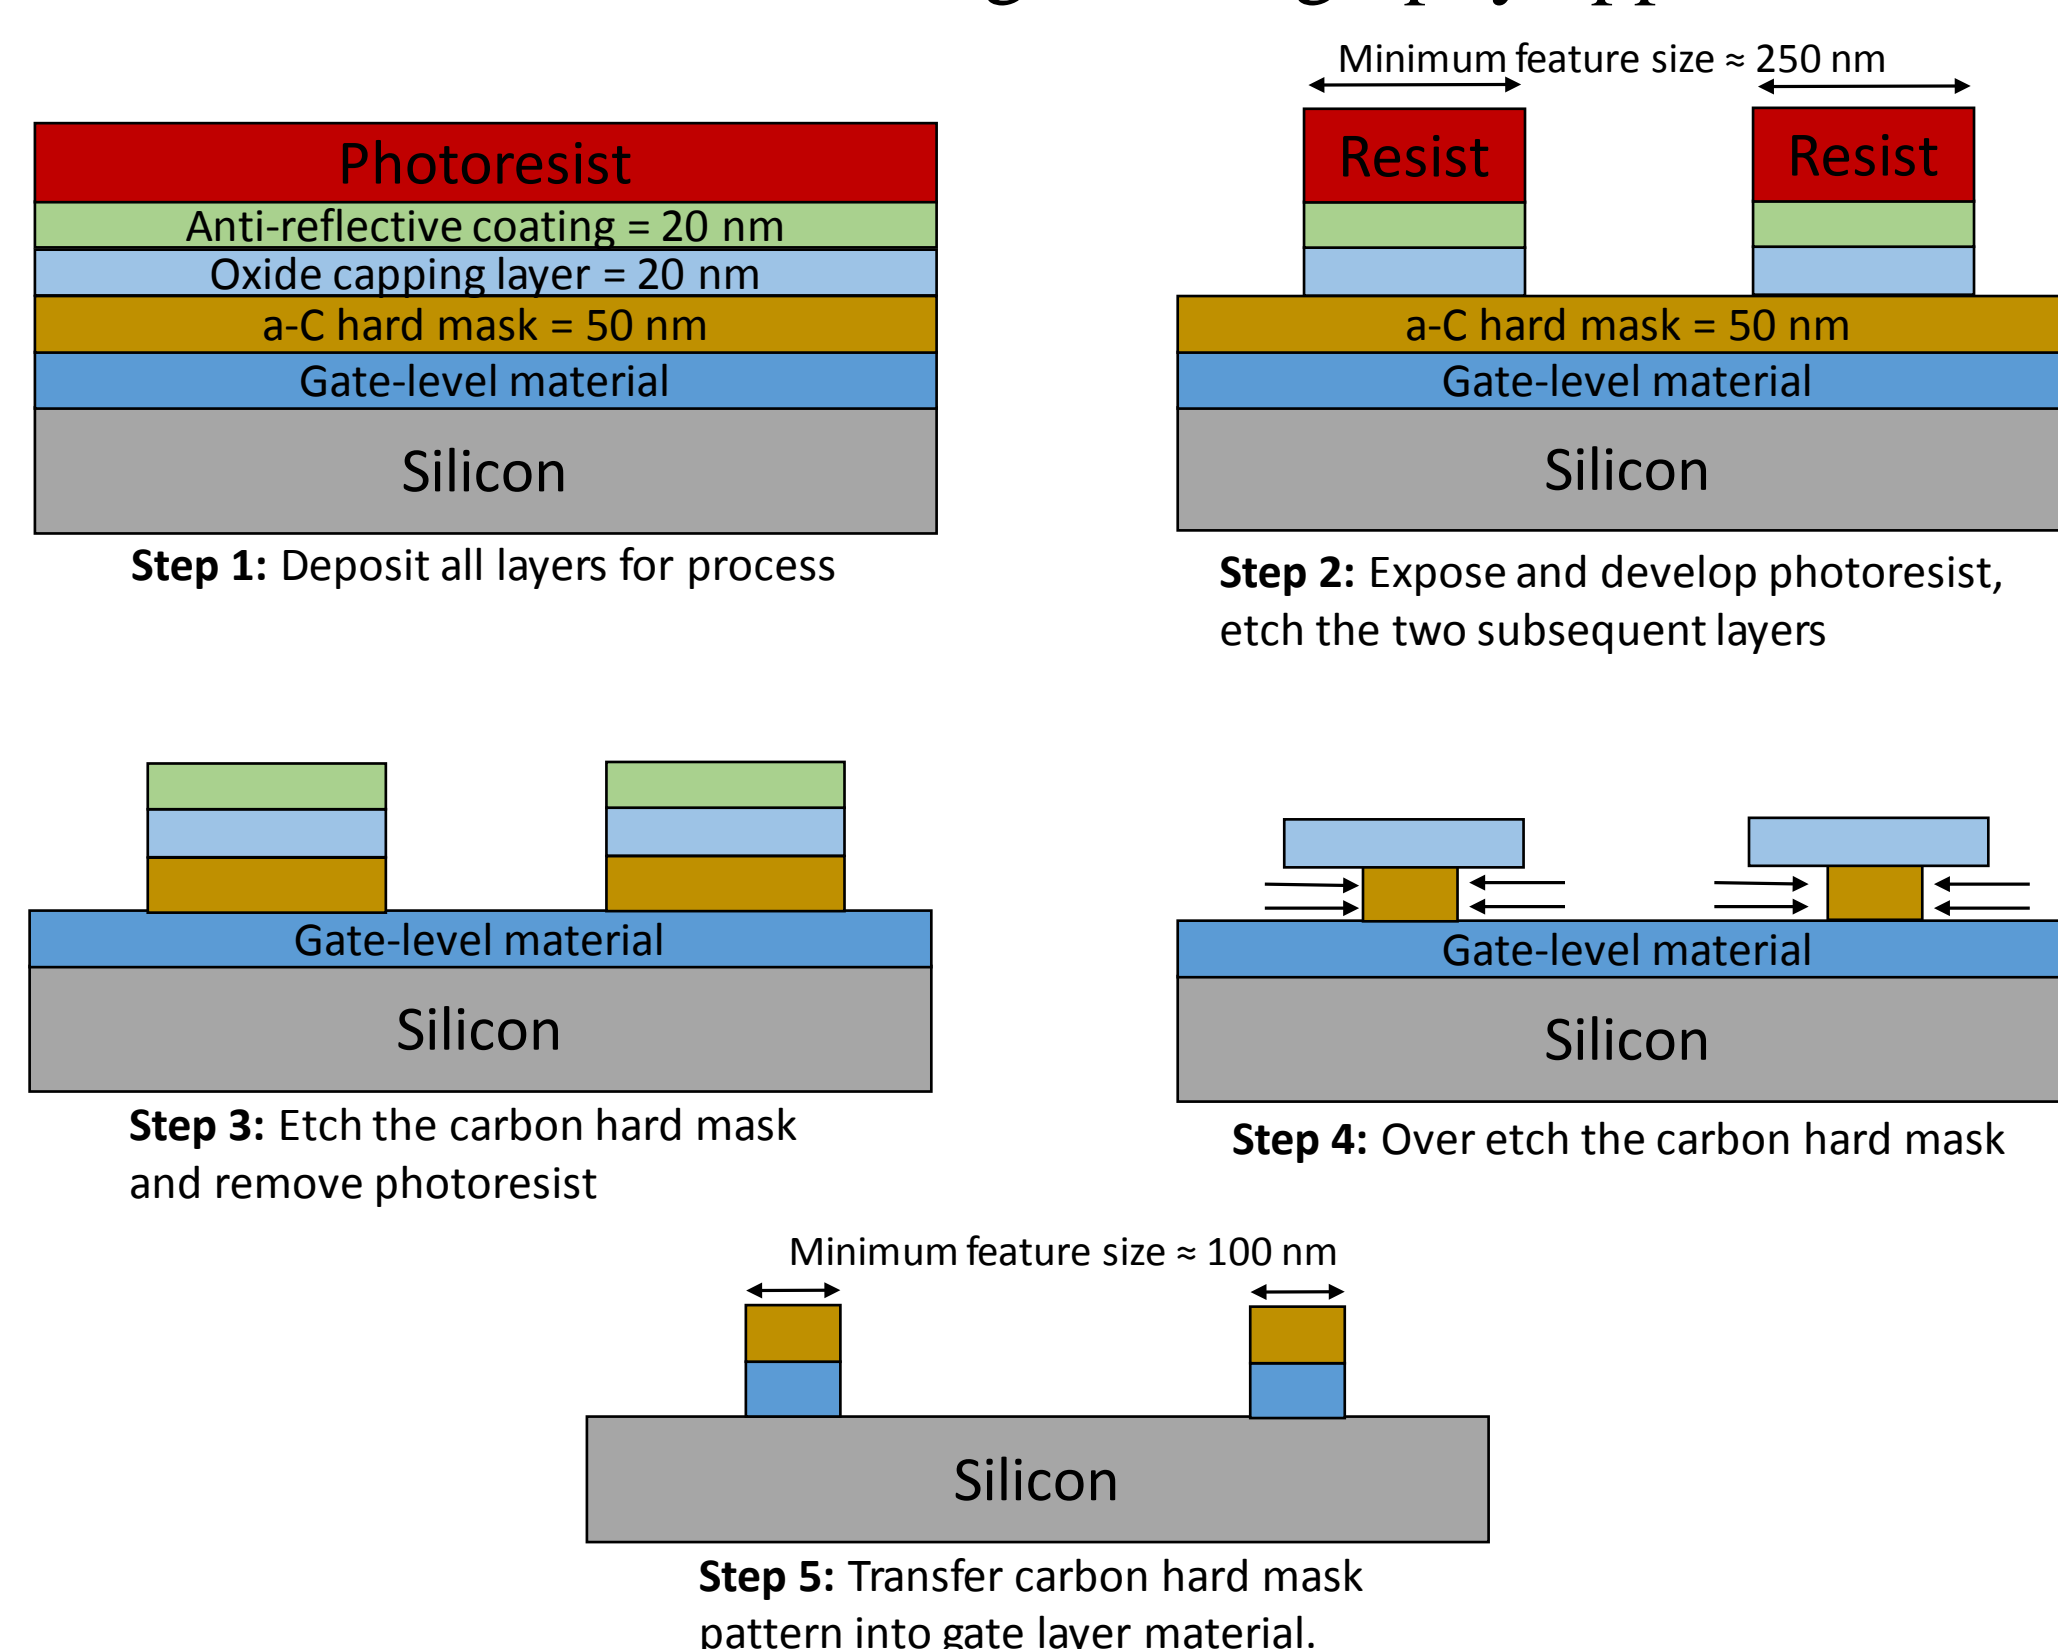 Photoresist
Anti-reflective coating = 20 nm
Oxide capping layer = 20 nm
a-C hard mask = 50 nm
Gate-level material
Silicon
Step 1: Deposit all layers for process
Minimum feature size ≈ 250 nm
Resist
Resist
a-C hard mask = 50 nm
Gate-level material
Silicon
Step 2: Expose and develop photoresist,
etch the two subsequent layers
Gate-level material
Silicon
Step 3: Etch the carbon hard mask
and remove photoresist
Gate-level material
Silicon
Step 4: Over etch the carbon hard mask
Minimum feature size ≈ 100 nm
Silicon
Step 5: Transfer carbon hard mask
pattern into gate layer material.